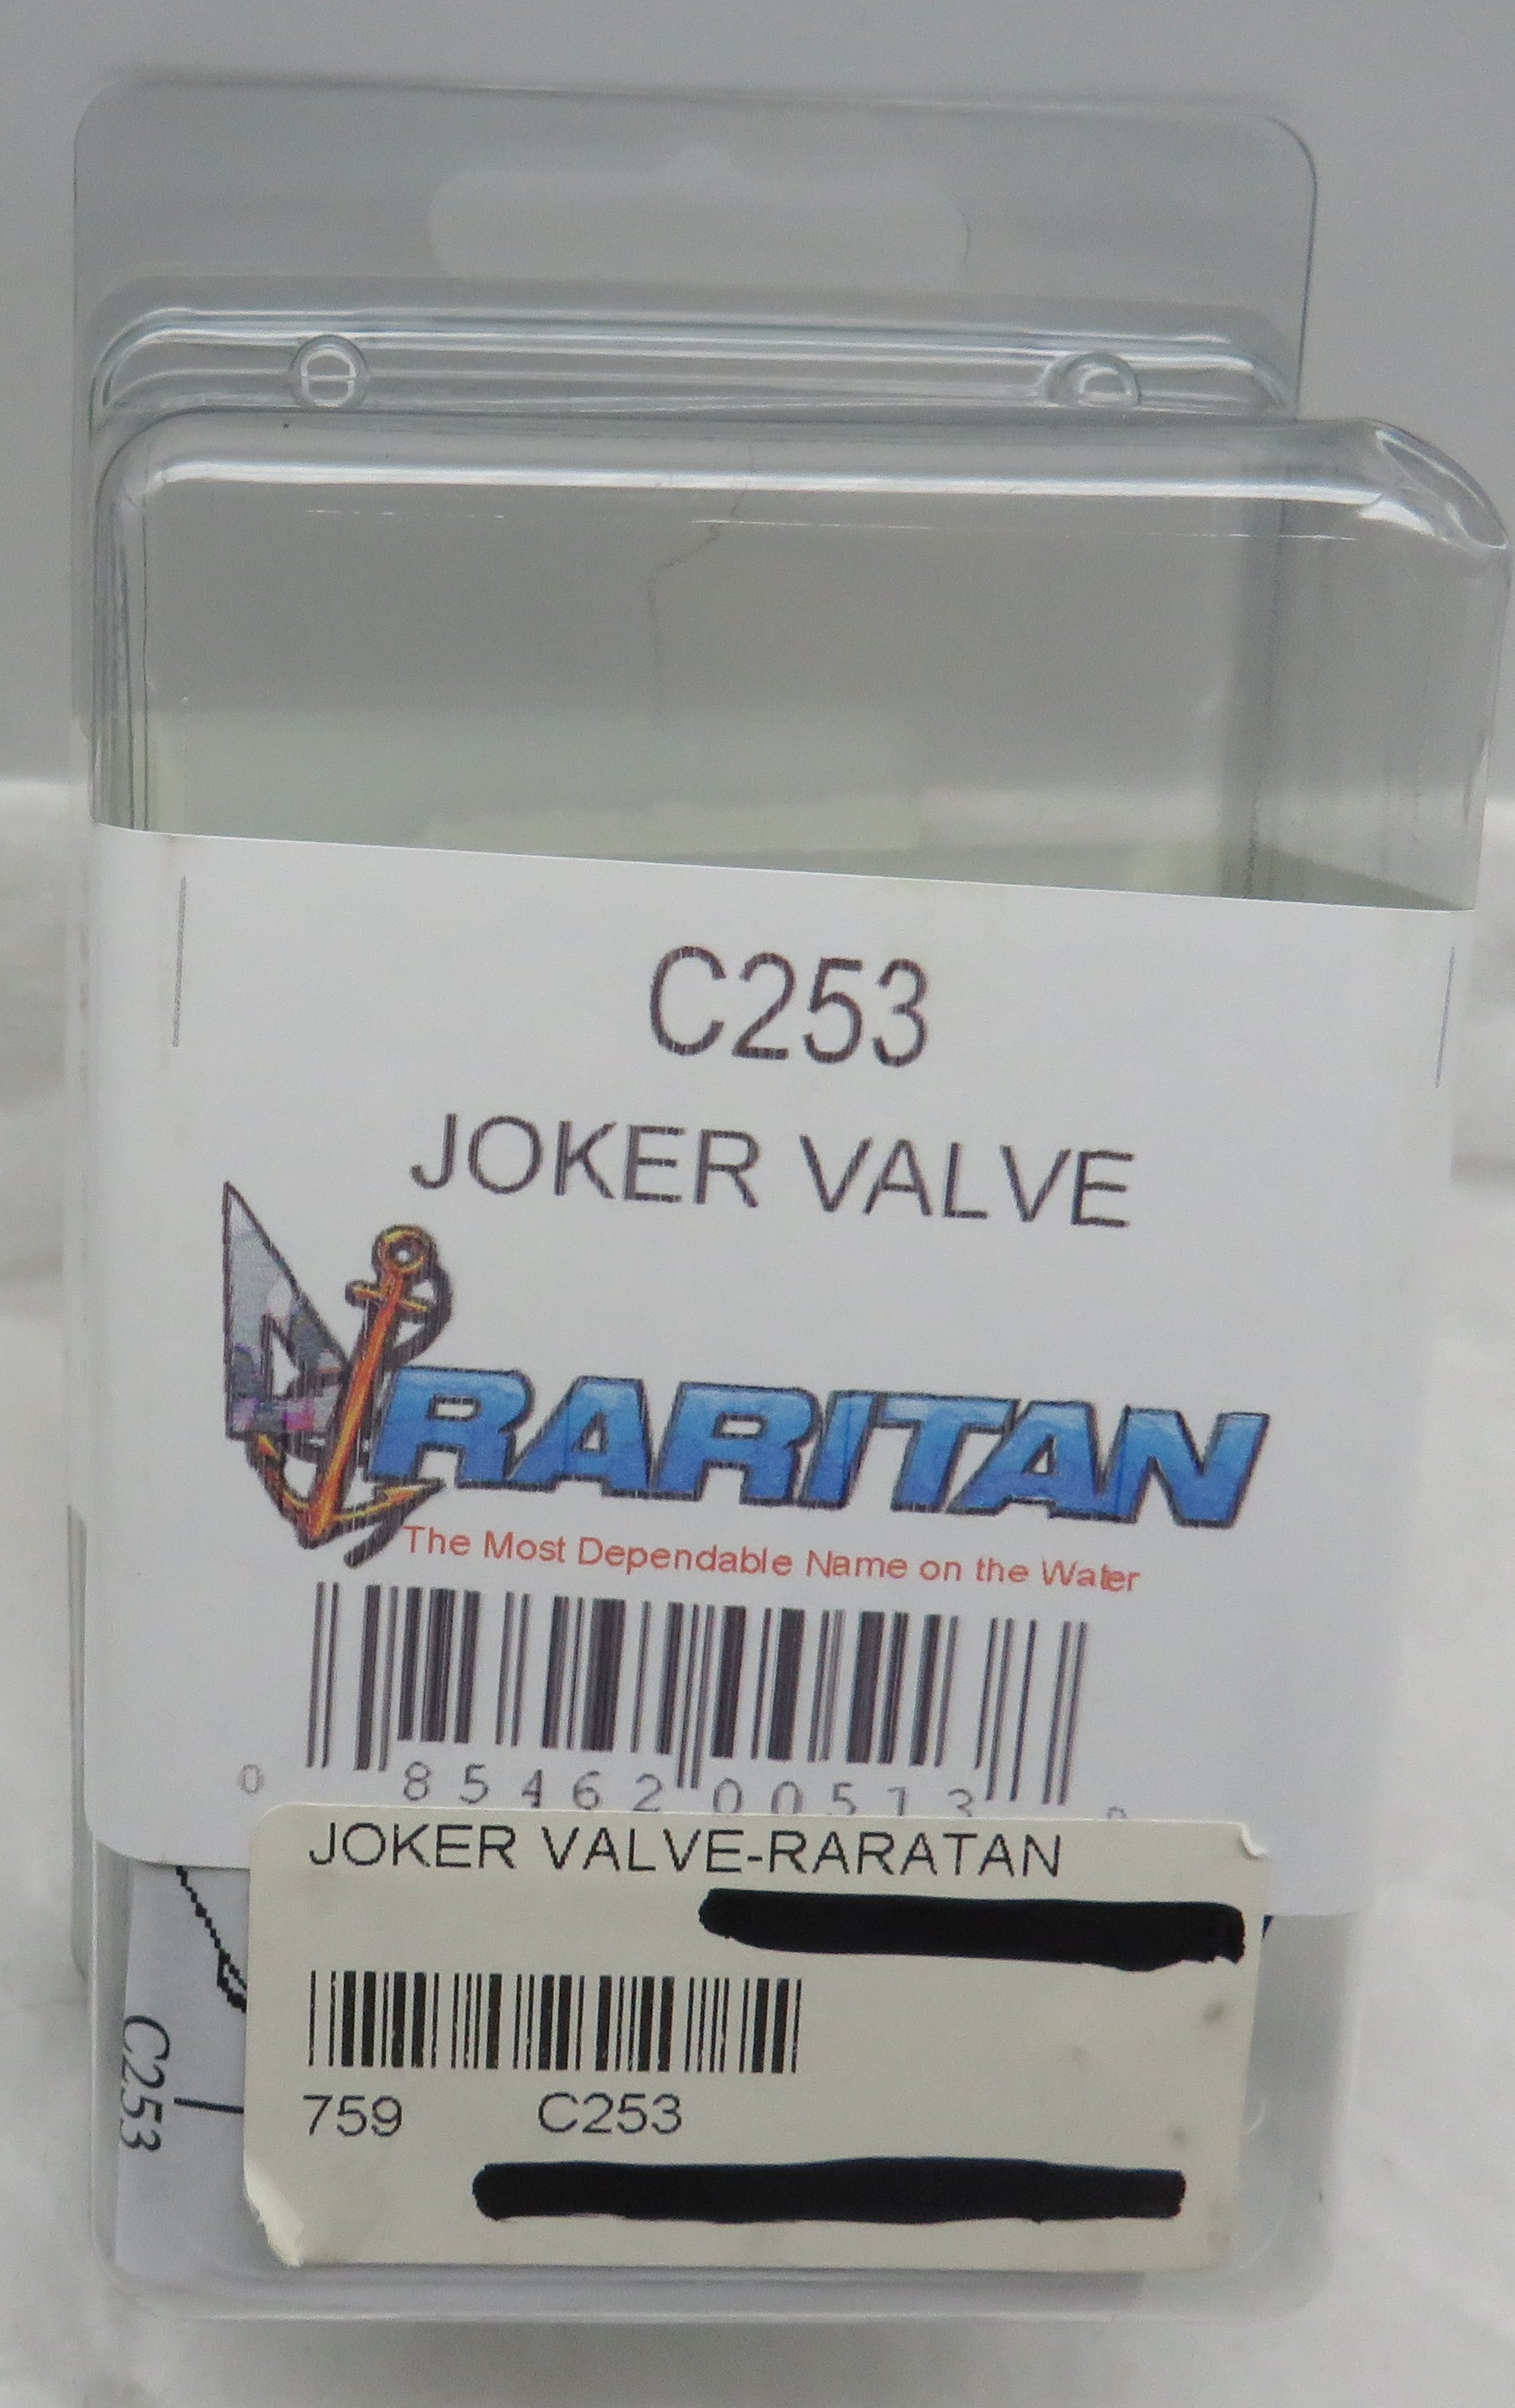 C253
JOKER VALVE
RARITAN
The Most Dependable Name on the Water
0 85462 00513
JOKER VALVE-RARATAN
759 C253
C253